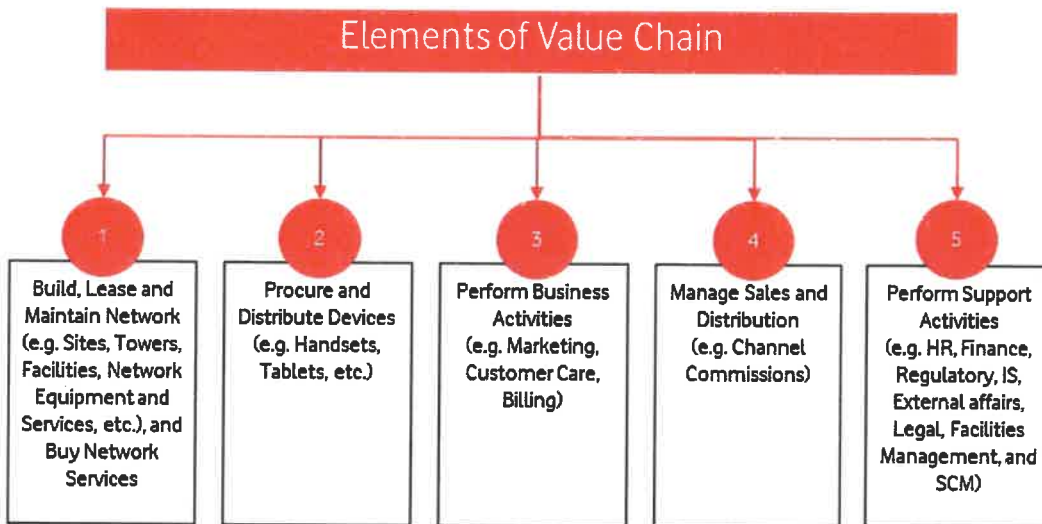 Elements of Value Chain
1
Build, Lease and
Maintain Network
(e.g. Sites, Towers,
Facilities, Network
Equipment and
Services, etc.), and
Buy Network
Services
2
Procure and
Distribute Devices
(e.g. Handsets,
Tablets, etc.)
3
Perform Business
Activities
(e.g. Marketing,
Customer Care,
Billing)
4
Manage Sales and
Distribution
(e.g. Channel
Commissions)
5
Perform Support
Activities
(e.g. HR, Finance,
Regulatory, IS,
External affairs,
Legal, Facilities
Management, and
SCM)